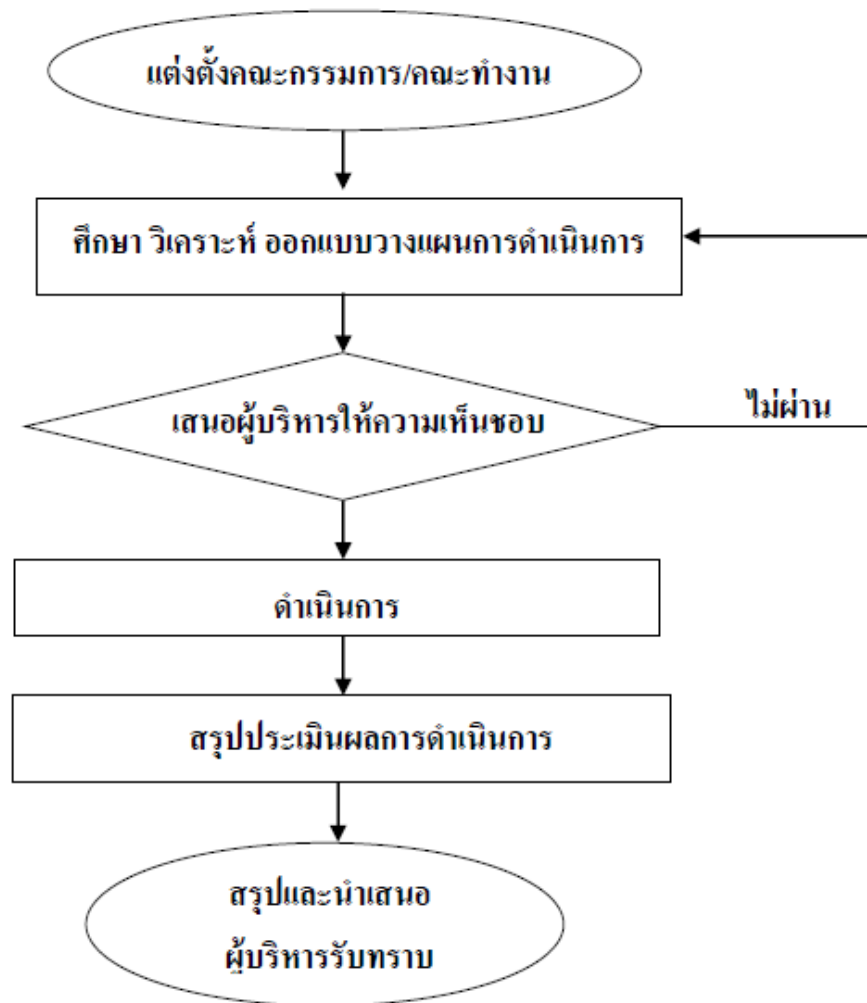 แต่งตั้งคณะกรรมการ/คณะทำงาน
ศึกษา วิเคราะห์ ออกแบบวางแผนการดำเนินการ
เสนอผู้บริหารให้ความเห็นชอบ
ไม่ผ่าน
ดำเนินการ
สรุปประเมินผลการดำเนินการ
สรุปและนำเสนอ
ผู้บริหารรับทราบ